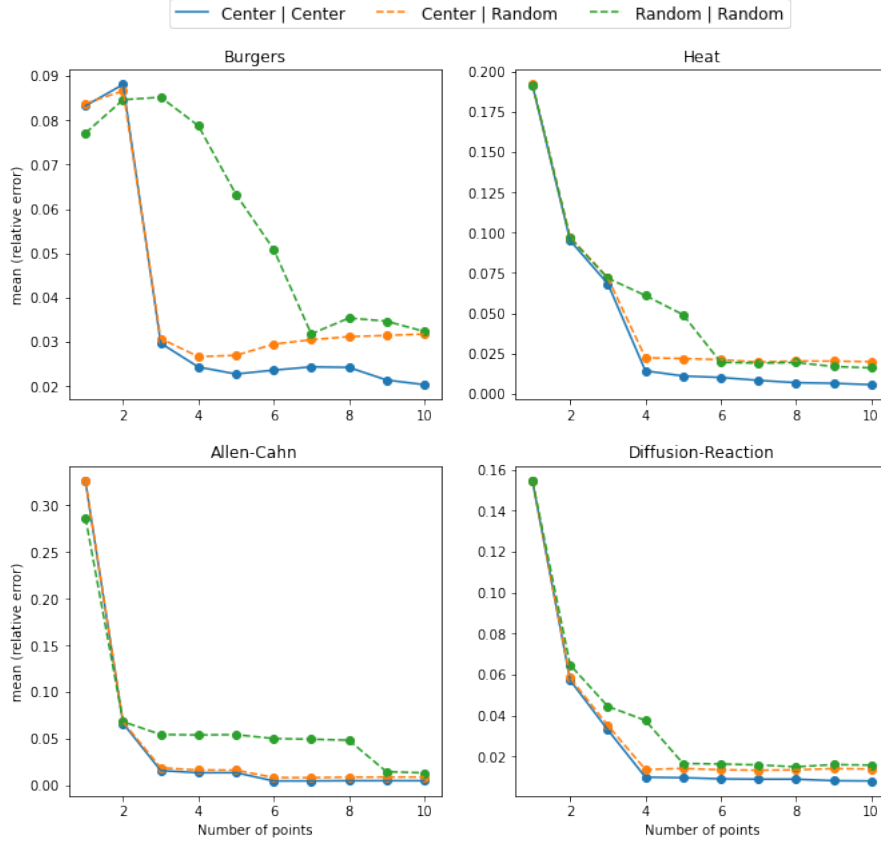 Center | Center Center | Random Random | Random
Burgers
0.09
0.08
0.07
0.06
0.05
0.04
0.03
0.02
mean (relative error)
2 4 6 8 10
Heat
0.200
0.175
0.150
0.125
0.100
0.075
0.050
0.025
0.000
2 4 6 8 10
Allen-Cahn
0.30
0.25
0.20
0.15
0.10
0.05
0.00
mean (relative error)
2 4 6 8 10
Number of points
Diffusion-Reaction
0.16
0.14
0.12
0.10
0.08
0.06
0.04
0.02
2 4 6 8 10
Number of points